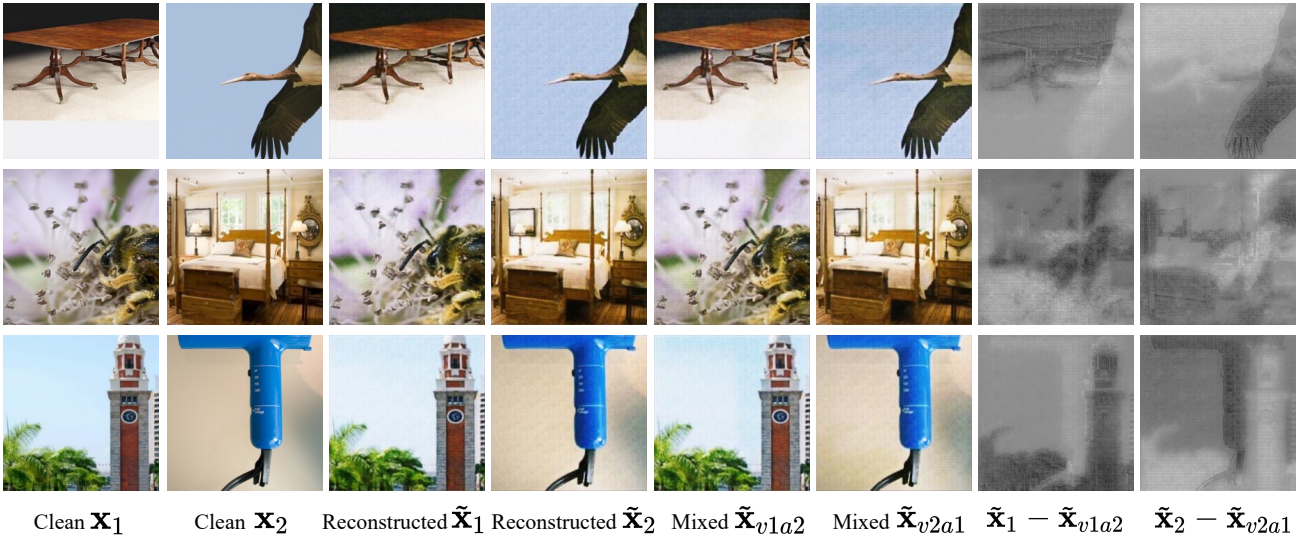 Clean 𝐱₁
Clean 𝐱₂
Reconstructed 𝐱̃₁
Reconstructed 𝐱̃₂
Mixed 𝐱̃ᵥ₁ₐ₂
Mixed 𝐱̃ᵥ₂ₐ₁
𝐱̃₁ − 𝐱̃ᵥ₁ₐ₂
𝐱̃₂ − 𝐱̃ᵥ₂ₐ₁